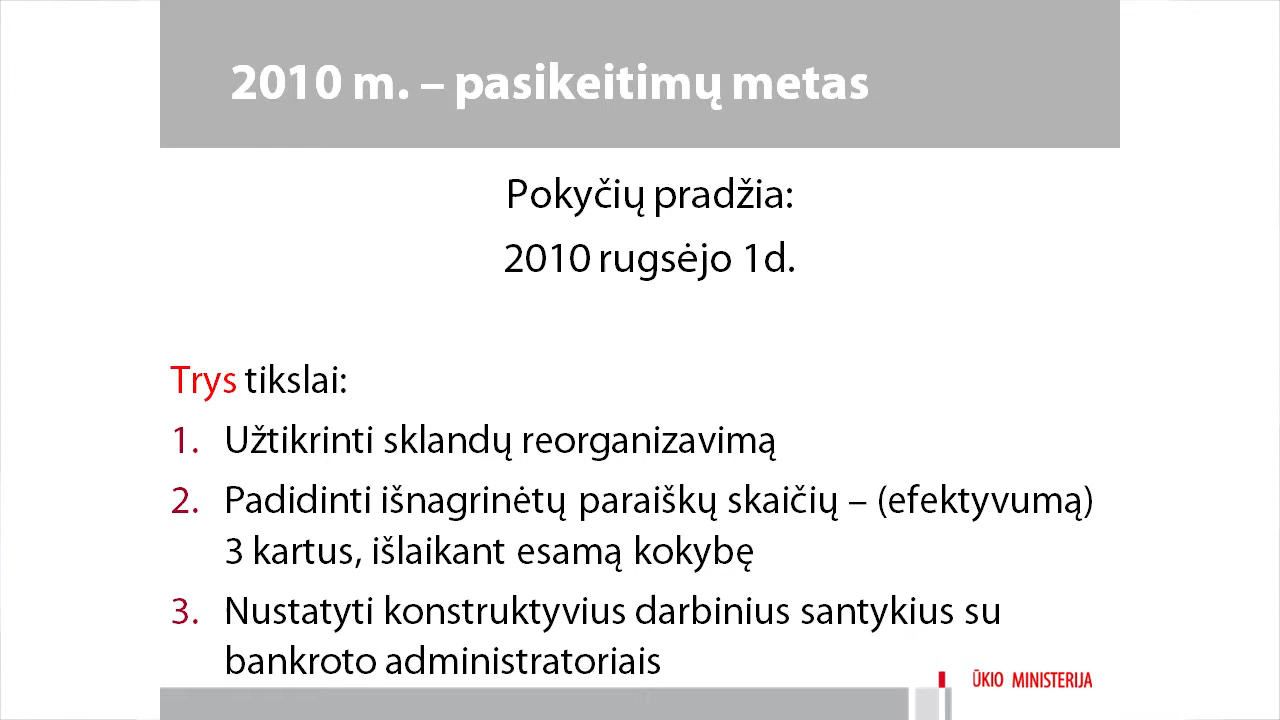 2010 m. – pasikeitimų metas
Pokyčių pradžia:
2010 rugsėjo 1d.
Trys tikslai:
1. Užtikrinti sklandų reorganizavimą
2. Padidinti išnagrinėtų paraiškų skaičių – (efektyvumą)
3 kartus, išlaikant esamą kokybę
3. Nustatyti konstruktyvius darbinius santykius su
bankroto administratoriais
ŪKIO MINISTERIJA